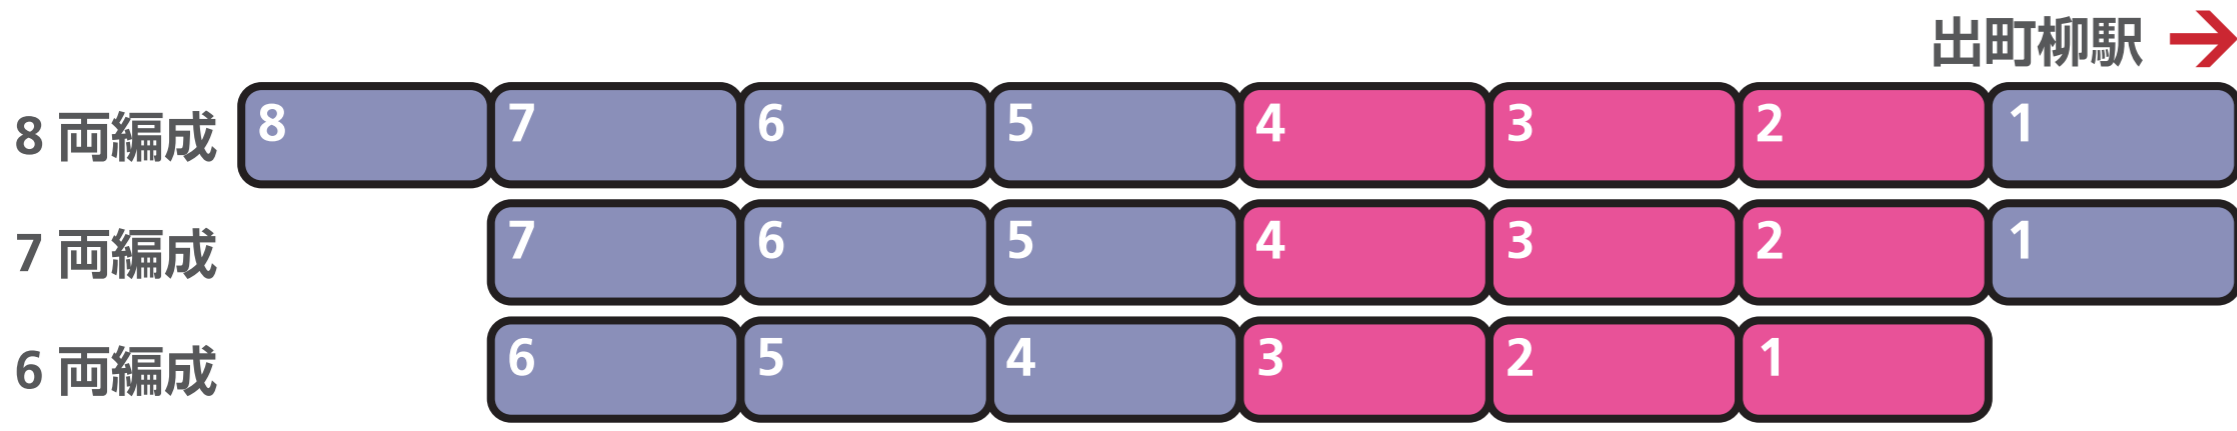 出町柳駅 →
8 両編成 8 7 6 5 4 3 2 1
7 両編成 7 6 5 4 3 2 1
6 両編成 6 5 4 3 2 1